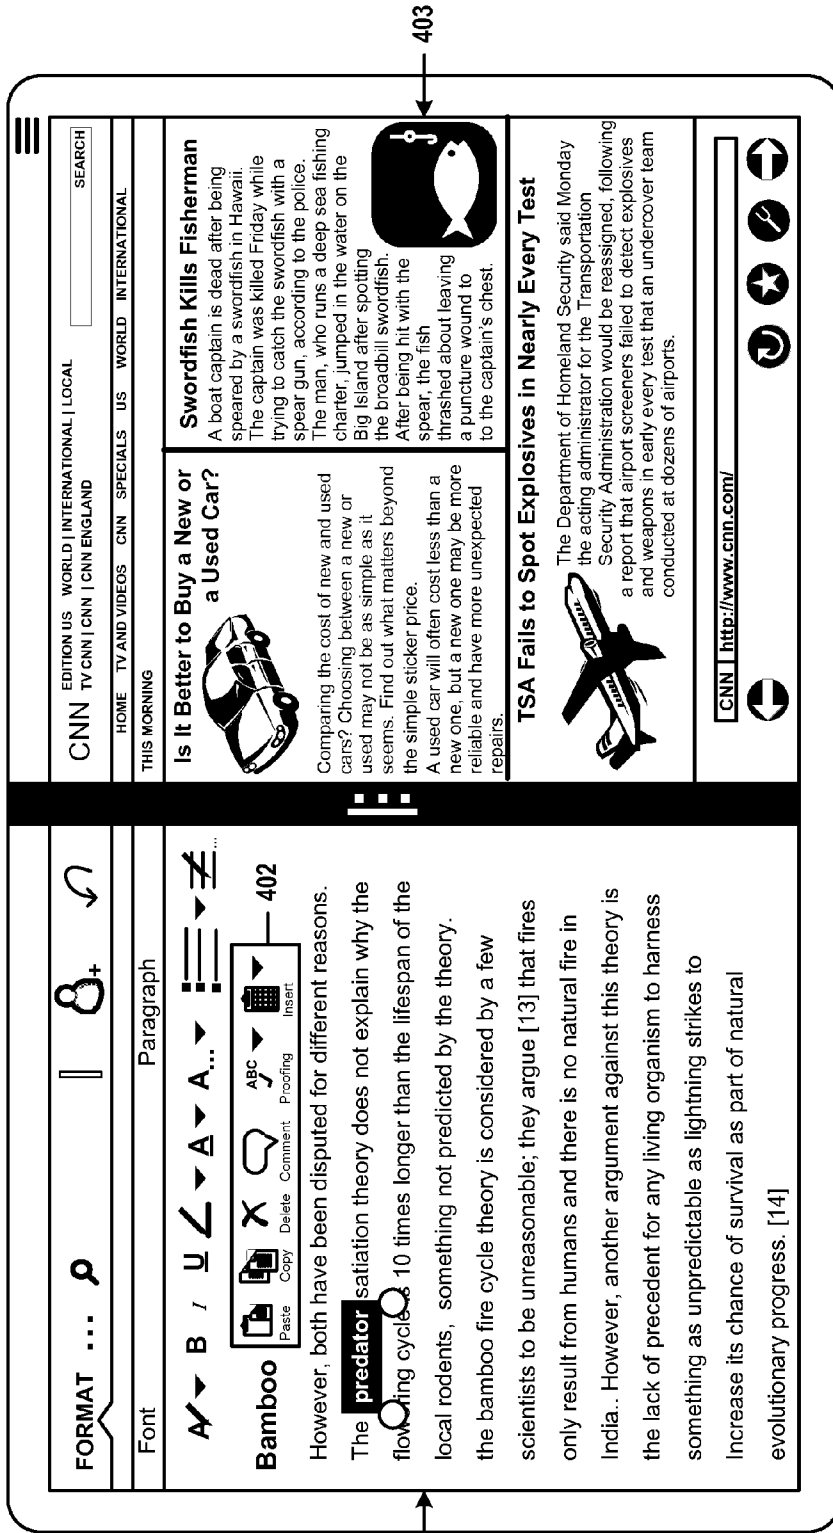 FORMAT ...
Font Paragraph
A B I U A A... ...
Bamboo
Paste Copy Delete Comment Proofing Insert
ABC
402
However, both have been disputed for different reasons.
The predator satiation theory does not explain why the
flowering cycle is 10 times longer than the lifespan of the
local rodents, something not predicted by the theory.
the bamboo fire cycle theory is considered by a few
scientists to be unreasonable; they argue [13] that fires
only result from humans and there is no natural fire in
India.. However, another argument against this theory is
the lack of precedent for any living organism to harness
something as unpredictable as lightning strikes to
Increase its chance of survival as part of natural
evolutionary progress. [14]
CNN
EDITION US WORLD | INTERNATIONAL | LOCAL
TV CNN | CNN | CNN ENGLAND
SEARCH
HOME TV AND VIDEOS CNN SPECIALS US WORLD INTERNATIONAL
THIS MORNING
Is It Better to Buy a New or
a Used Car?
Comparing the cost of new and used
cars? Choosing between a new or
used may not be as simple as it
seems. Find out what matters beyond
the simple sticker price.
A used car will often cost less than a
new one, but a new one may be more
reliable and have more unexpected
repairs.
Swordfish Kills Fisherman
A boat captain is dead after being
speared by a swordfish in Hawaii.
The captain was killed Friday while
trying to catch the swordfish with a
spear gun, according to the police.
The man, who runs a deep sea fishing
charter, jumped in the water on the
Big Island after spotting
the broadbill swordfish.
After being hit with the
spear, the fish
thrashed about leaving
a puncture wound to
to the captain's chest.
TSA Fails to Spot Explosives in Nearly Every Test
The Department of Homeland Security said Monday
the acting administrator for the Transportation
Security Administration would be reassigned, following
a report that airport screeners failed to detect explosives
and weapons in early every test that an undercover team
conducted at dozens of airports.
CNN | http://www.cnn.com/
403